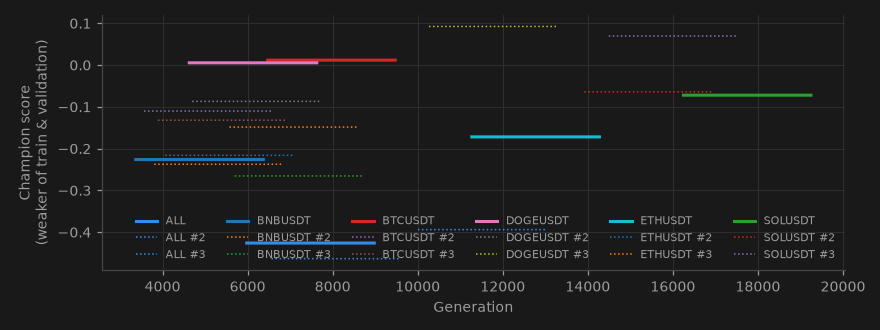 Champion score
(weaker of train & validation)
0.1
0.0
−0.1
−0.2
−0.3
−0.4
ALL BNBUSDT BTCUSDT DOGEUSDT ETHUSDT SOLUSDT
ALL #2 BNBUSDT #2 BTCUSDT #2 DOGEUSDT #2 ETHUSDT #2 SOLUSDT #2
ALL #3 BNBUSDT #3 BTCUSDT #3 DOGEUSDT #3 ETHUSDT #3 SOLUSDT #3
4000 6000 8000 10000 12000 14000 16000 18000 20000
Generation